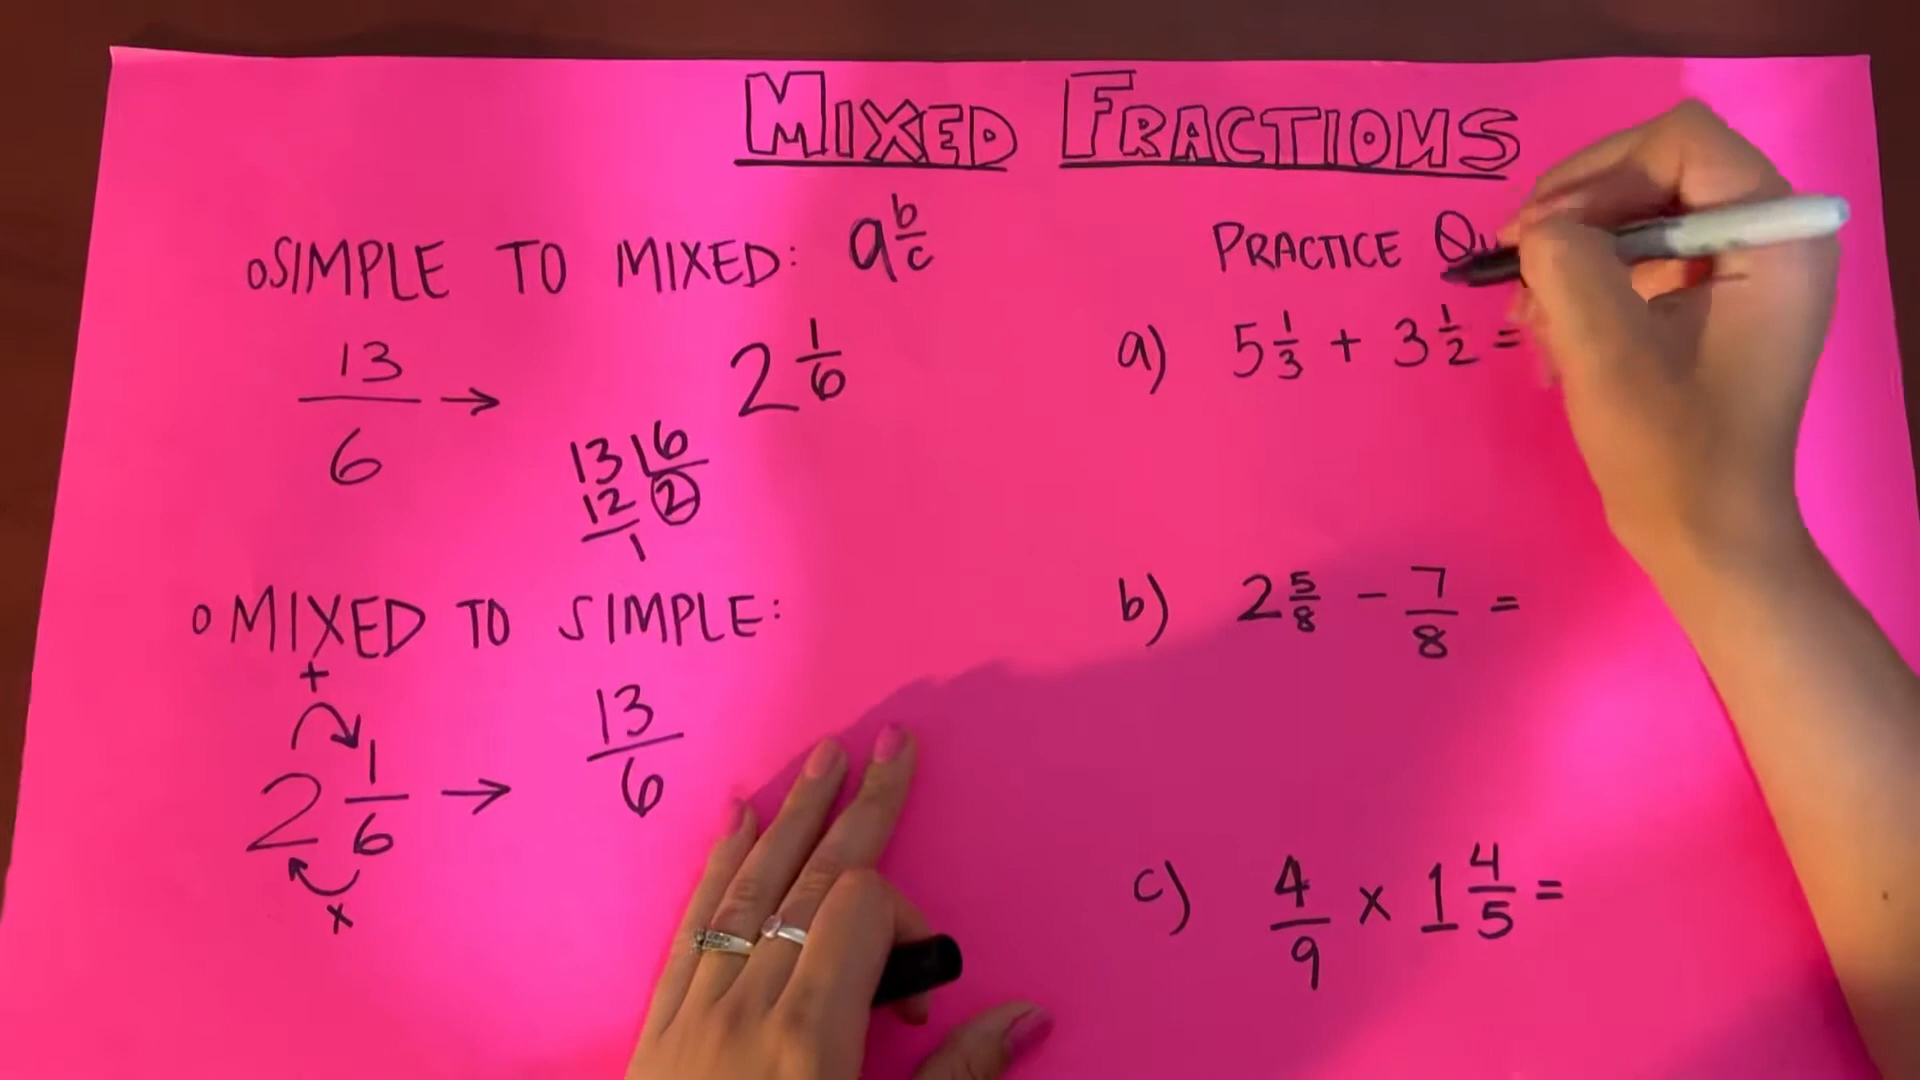 MIXED FRACTIONS
SIMPLE TO MIXED: a b/c
13/6 → 2 1/6
13 | 6
12 2
1
MIXED TO SIMPLE:
+
2 1/6 → 13/6
x
PRACTICE
a) 5 1/3 + 3 1/2 =
b) 2 5/8 - 7/8 =
c) 4/9 x 1 4/5 =